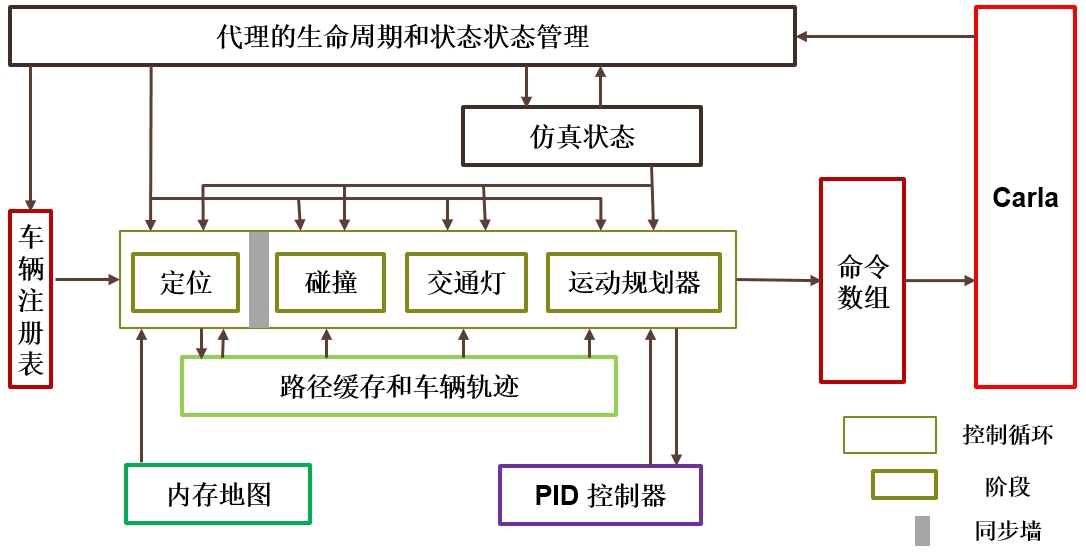 代理的生命周期和状态状态管理
仿真状态
Carla
车
辆
注
册
表
定位
碰撞
交通灯
运动规划器
命令
数组
路径缓存和车辆轨迹
内存地图
PID 控制器
控制循环
阶段
同步墙